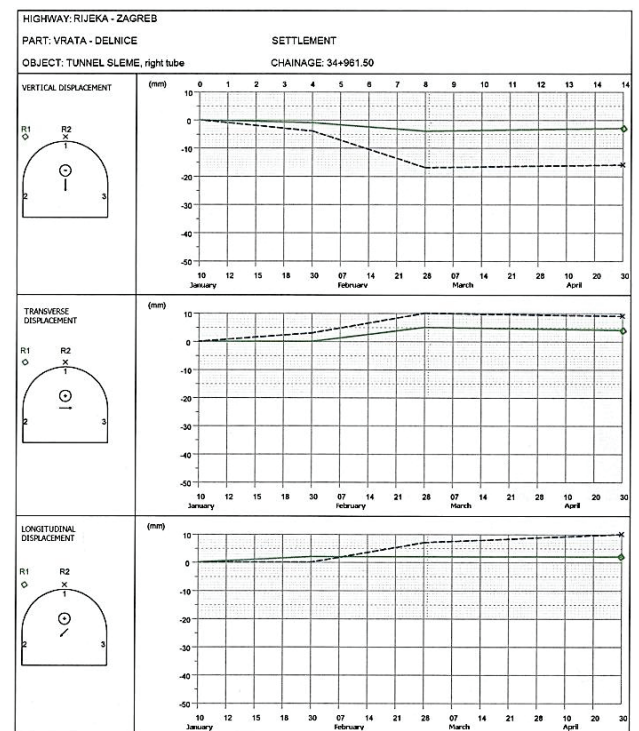 HIGHWAY: RIJEKA - ZAGREB
PART: VRATA - DELNICE SETTLEMENT
OBJECT: TUNNEL SLEME, right tube CHAINAGE: 34+961.50
VERTICAL DISPLACEMENT
(mm)
0 1 2 3 4 5 6 7 8 9 10 11 12 13 14 14
10
0
-10
-20
-30
-40
-50
R1 R2
1
2 3
10 12 15 18 30 07 14 21 28 07 14 21 28 10 20 30
January February March April
TRANSVERSE
DISPLACEMENT
(mm)
10
0
-10
-20
-30
-40
-50
R1 R2
1
2 3
10 12 15 18 30 07 14 21 28 07 14 21 28 10 20 30
January February March April
LONGITUDINAL
DISPLACEMENT
(mm)
10
0
-10
-20
-30
-40
-50
R1 R2
1
2 3
10 12 15 18 30 07 14 21 28 07 14 21 28 10 20 30
January February March April